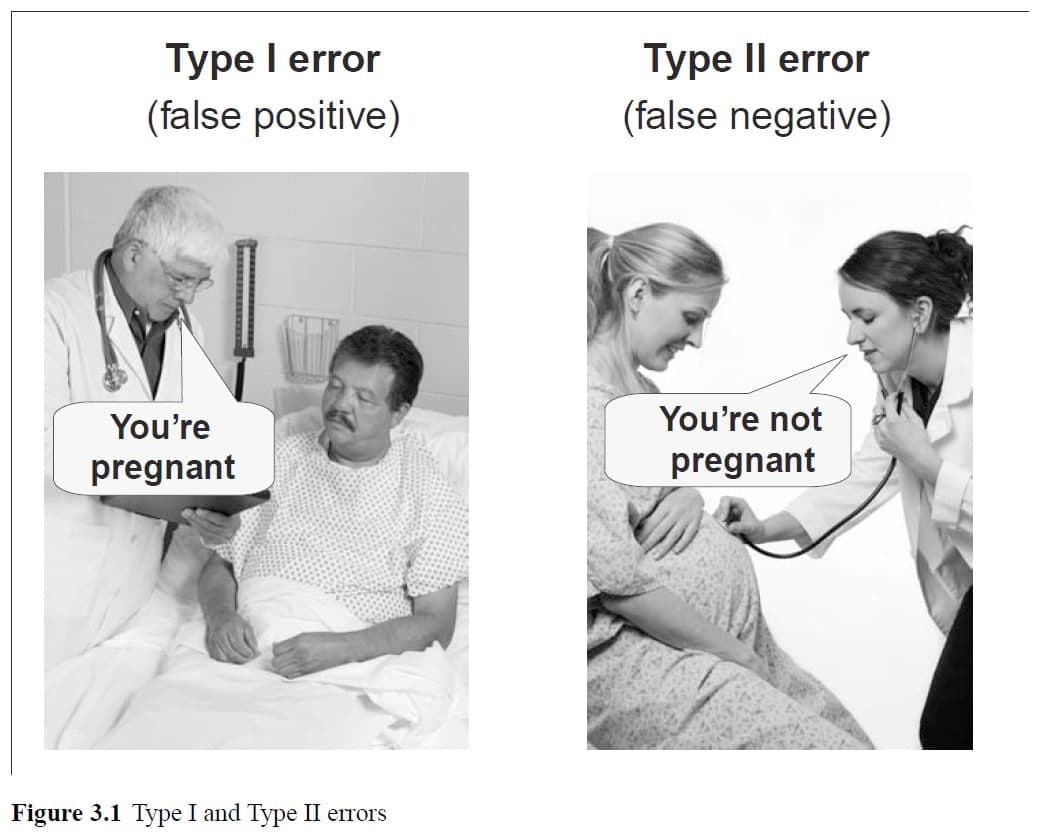 Type I error
(false positive)
Type II error
(false negative)
You’re
pregnant
You’re not
pregnant
Figure 3.1 Type I and Type II errors